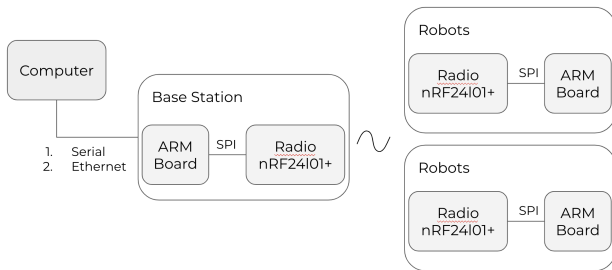 Computer
1. Serial
2. Ethernet
Base Station
ARM
Board
SPI
Radio
nRF24l01+
Robots
Radio
nRF24l01+
SPI
ARM
Board
Robots
Radio
nRF24l01+
SPI
ARM
Board